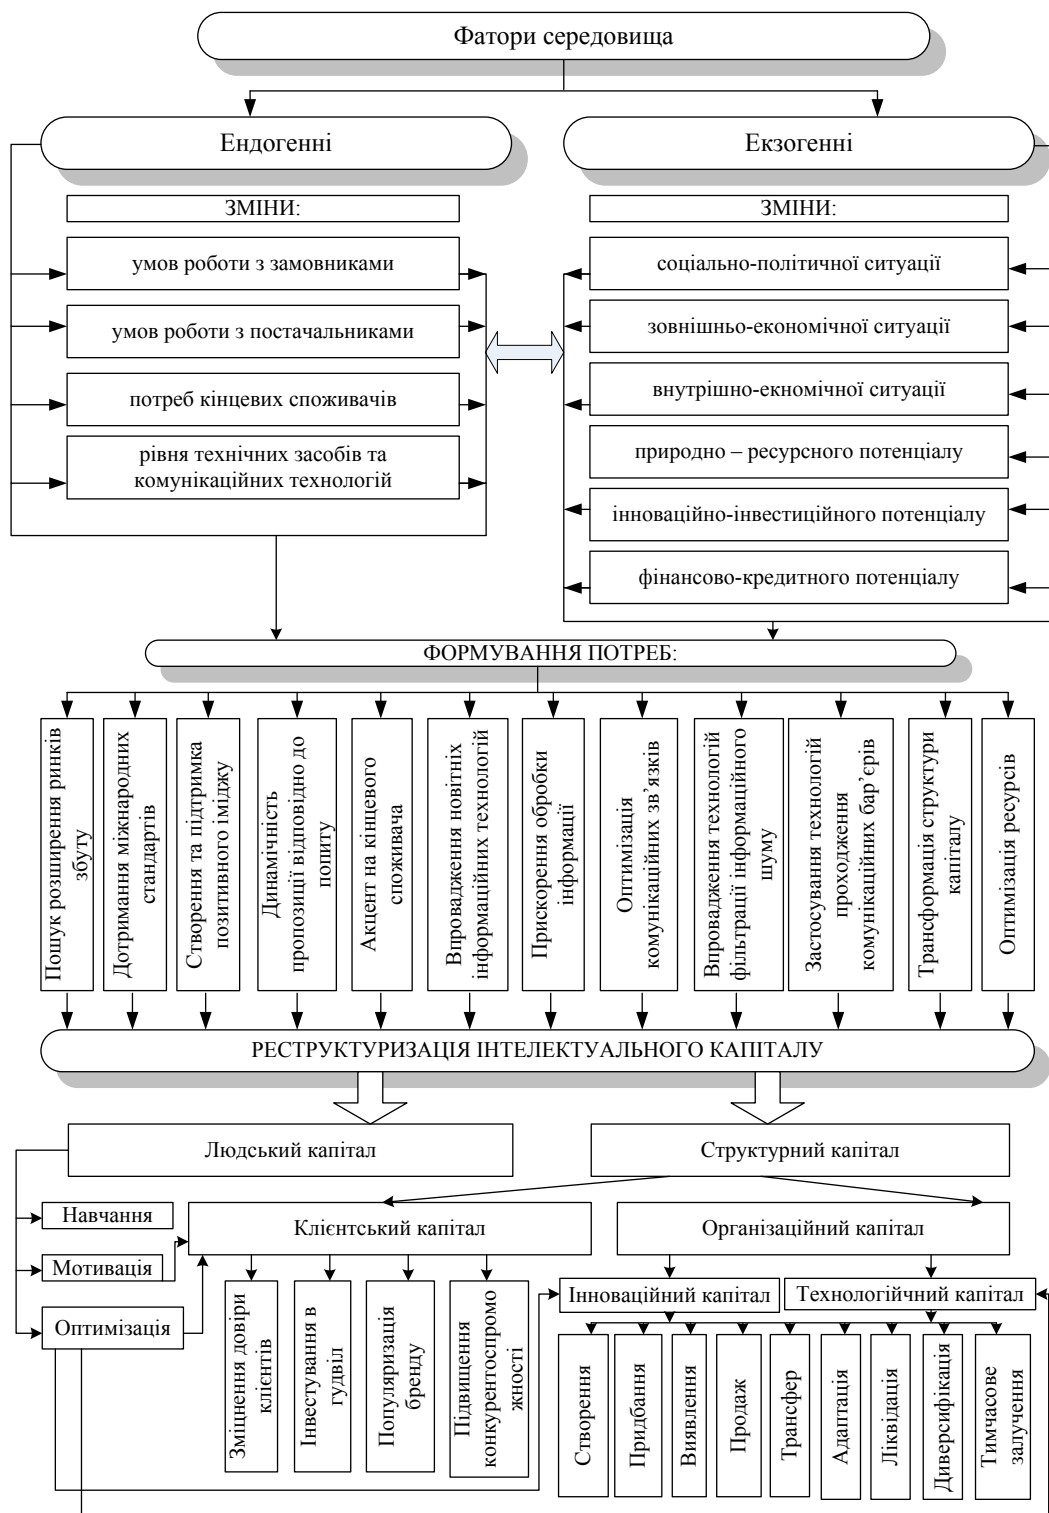 Фатори середовища
Ендогенні
Екзогенні
ЗМІНИ:
ЗМІНИ:
умов роботи з замовниками
умов роботи з постачальниками
потреб кінцевих споживачів
рівня технічних засобів та
комунікаційних технологій
соціально-політичної ситуації
зовнішньо-економічної ситуації
внутрішно-екномічної ситуації
природно – ресурсного потенціалу
інноваційно-інвестиційного потенціалу
фінансово-кредитного потенціалу
ФОРМУВАННЯ ПОТРЕБ:
Пошук розширення ринків
збуту
Дотримання міжнародних
стандартів
Створення та підтримка
позитивного іміджу
Динамічність
пропозиції відповідно до
попиту
Акцент на кінцевого
споживача
Впровадження новітніх
інформаційних технологій
Прискорення обробки
інформації
Оптимізація
комунікаційних зв’язків
Впровадження технологій
фільтрації інформаційного
шуму
Застосування технологій
проходження
комунікаційних бар’єрів
Трансформація структури
капіталу
Оптимізація ресурсів
РЕСТРУКТУРИЗАЦІЯ ІНТЕЛЕКТУАЛЬНОГО КАПІТАЛУ
Людський капітал
Структурний капітал
Навчання
Мотивація
Оптимізація
Клієнтський капітал
Організаційний капітал
Інноваційний капітал
Технологійчний капітал
Зміцнення довіри
клієнтів
Інвестування в
гудвіл
Популяризація
бренду
Підвищення
конкурентоспромо
жності
Створення
Придбання
Виявлення
Продаж
Трансфер
Адаптація
Ліквідація
Диверсифікація
Тимчасове
залучення